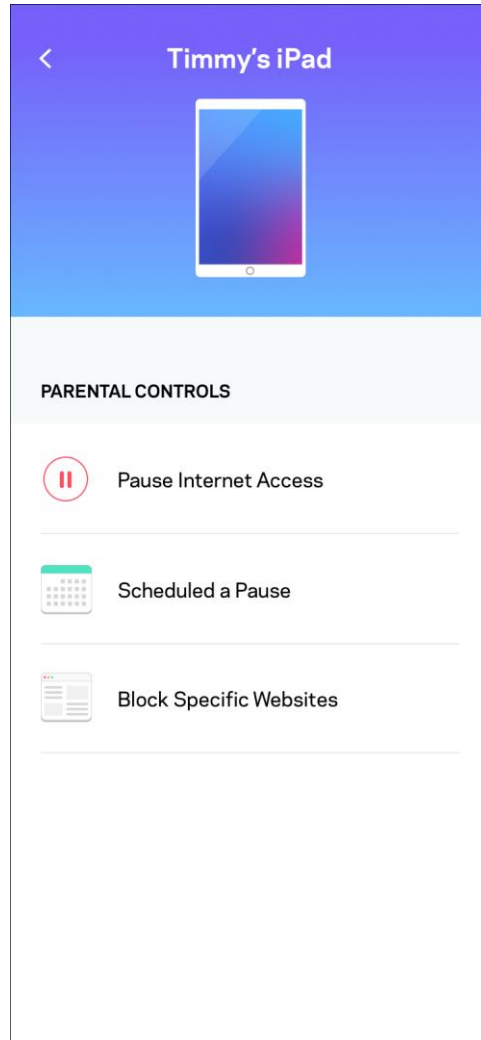 Timmy's iPad
PARENTAL CONTROLS
Pause Internet Access
Scheduled a Pause
Block Specific Websites